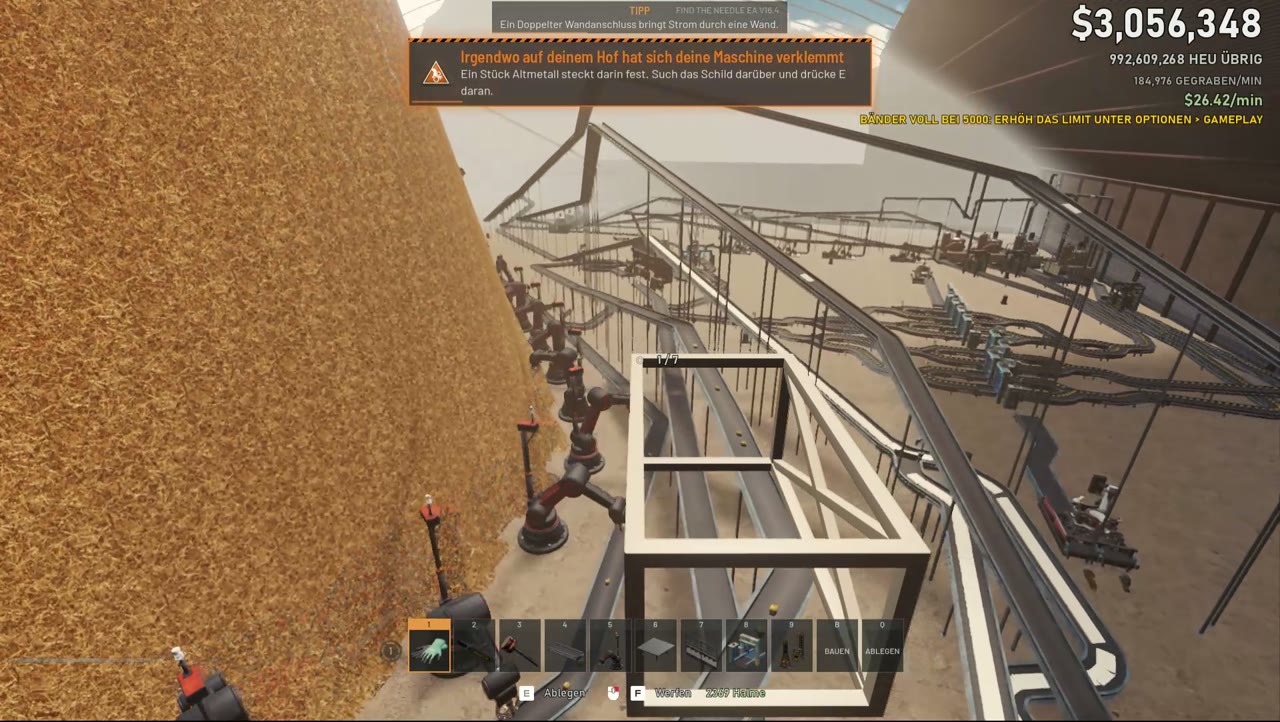 TIPP
FIND THE NEEDLE EA V16.4
Ein Doppelter Wandanschluss bringt Strom durch eine Wand.
Irgendwo auf deinem Hof hat sich deine Maschine verklemmt
Ein Stück Altmetall steckt darin fest. Such das Schild darüber und drücke E
daran.
$3,056,348
992,609,268 HEU ÜBRIG
184,976 GEGRABEN/MIN
$26.42/min
BÄNDER VOLL BEI 5000: ERHÖH DAS LIMIT UNTER OPTIONEN > GAMEPLAY
1/7
1 2 3 4 5 6 7 8 9 B 0
1 BAUEN ABLEGEN
E Ablegen F Werfen 2369 Halme